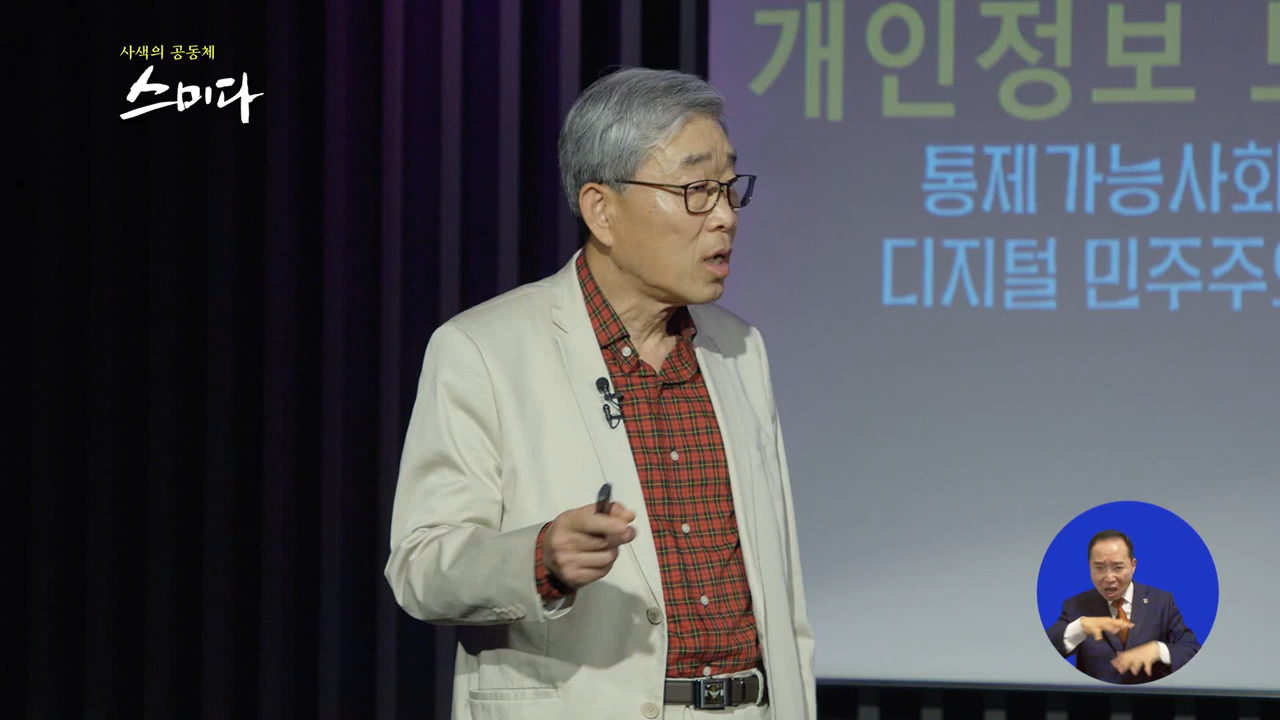 사색의 공동체
스미다
개인정보
통제가능사회
디지털 민주주